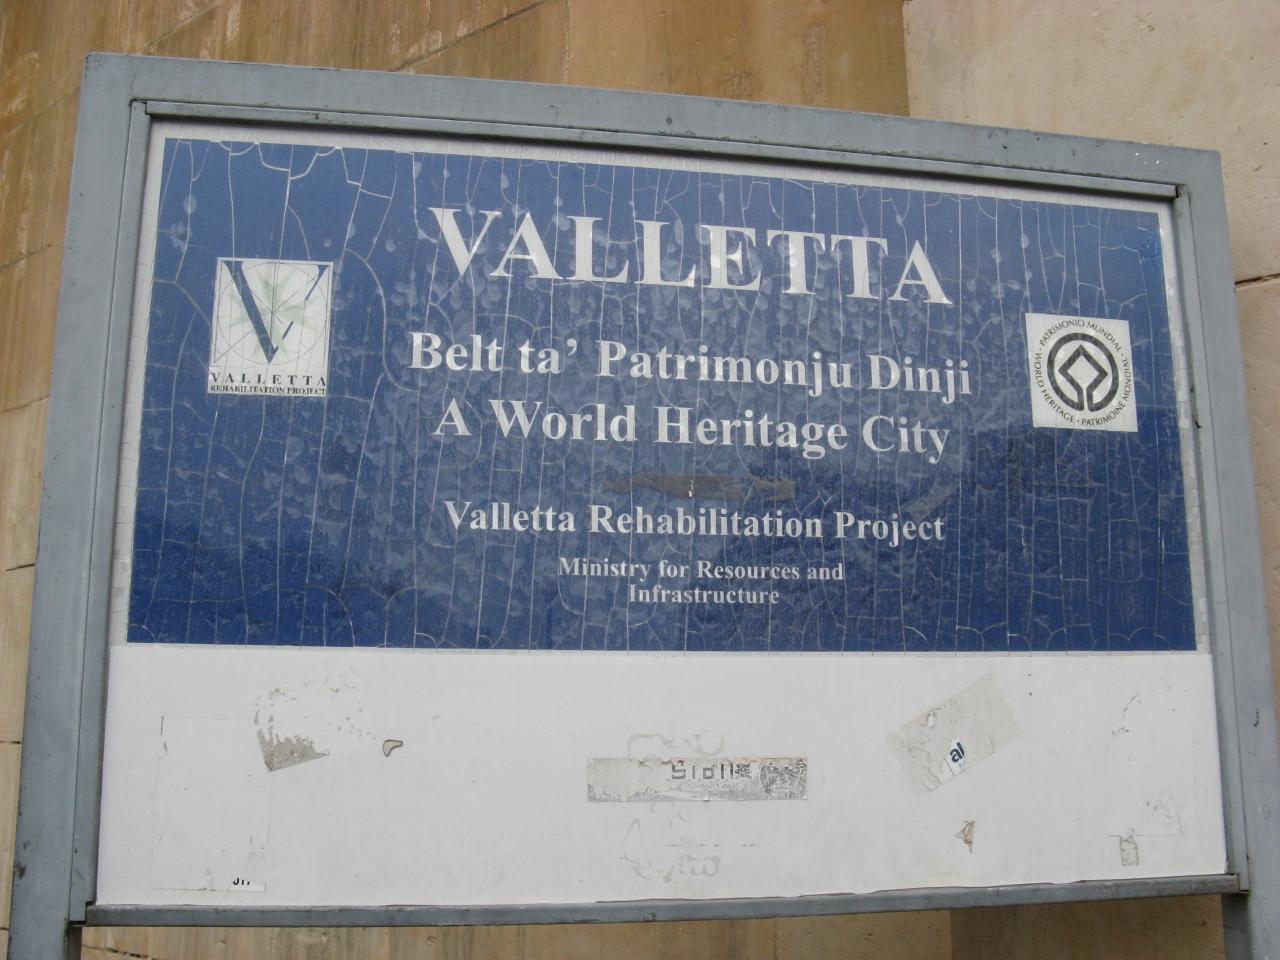 VALLETTA
Belt ta' Patrimonju Dinji
A World Heritage City
Valletta Rehabilitation Project
Ministry for Resources and
Infrastructure
V
VALLETTA
REHABILITATION PROJECT
PATRIMONIO MUNDIAL • WORLD HERITAGE • PATRIMOINE MONDIAL •
al